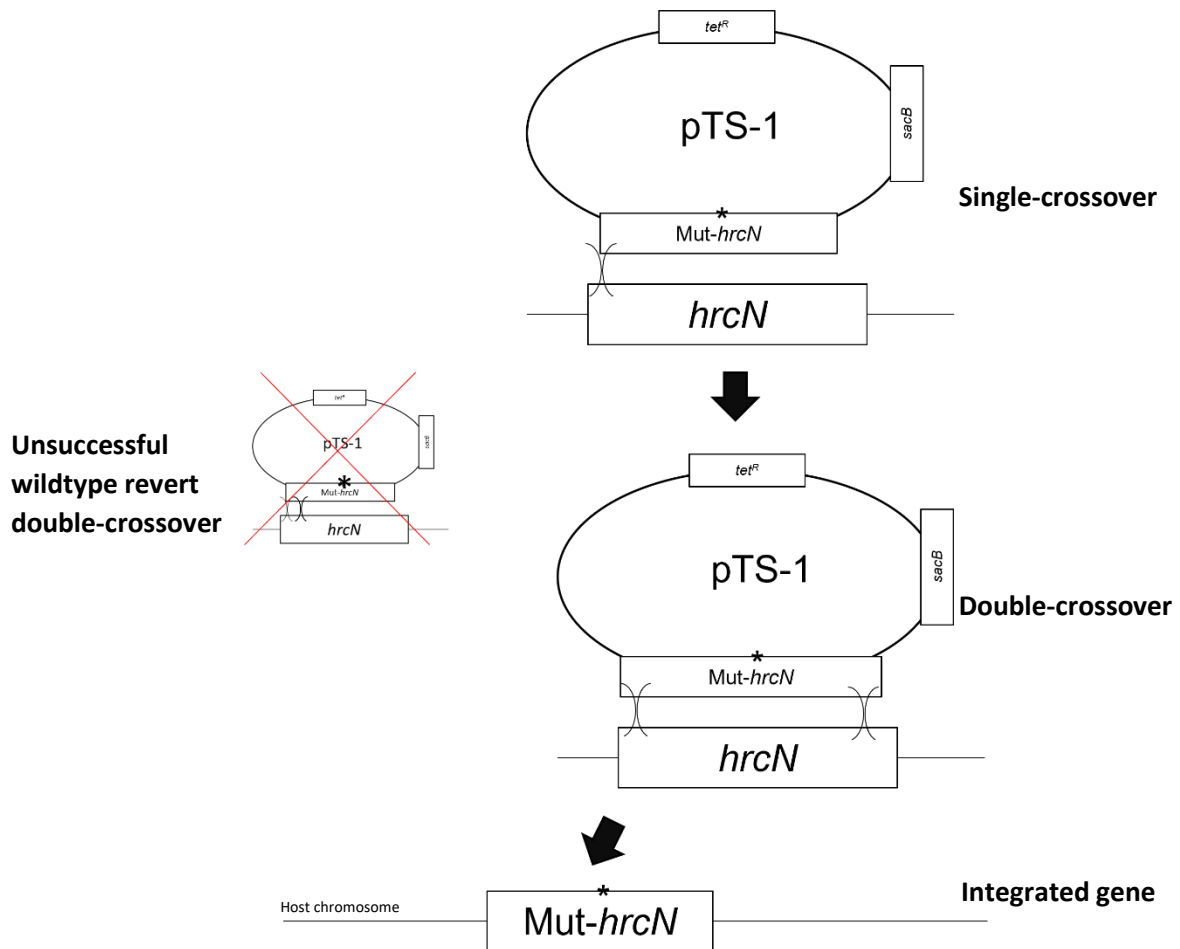 tetR
sacB
pTS-1
Single-crossover
*
Mut-hrcN
hrcN
tetR
pTS-1
sacB
Unsuccessful
wildtype revert
double-crossover
*
Mut-hrcN
hrcN
tetR
pTS-1
sacB
Double-crossover
*
Mut-hrcN
hrcN
*
Integrated gene
Host chromosome
Mut-hrcN